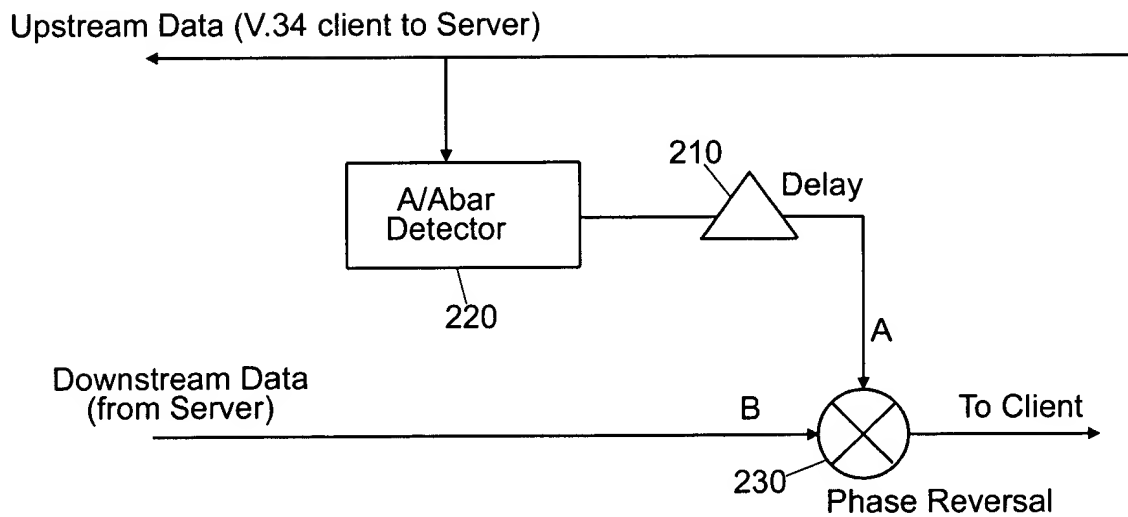 Upstream Data (V.34 client to Server)
210
Delay
A/Abar
Detector
220
A
Downstream Data
(from Server)
B
To Client
230
Phase Reversal